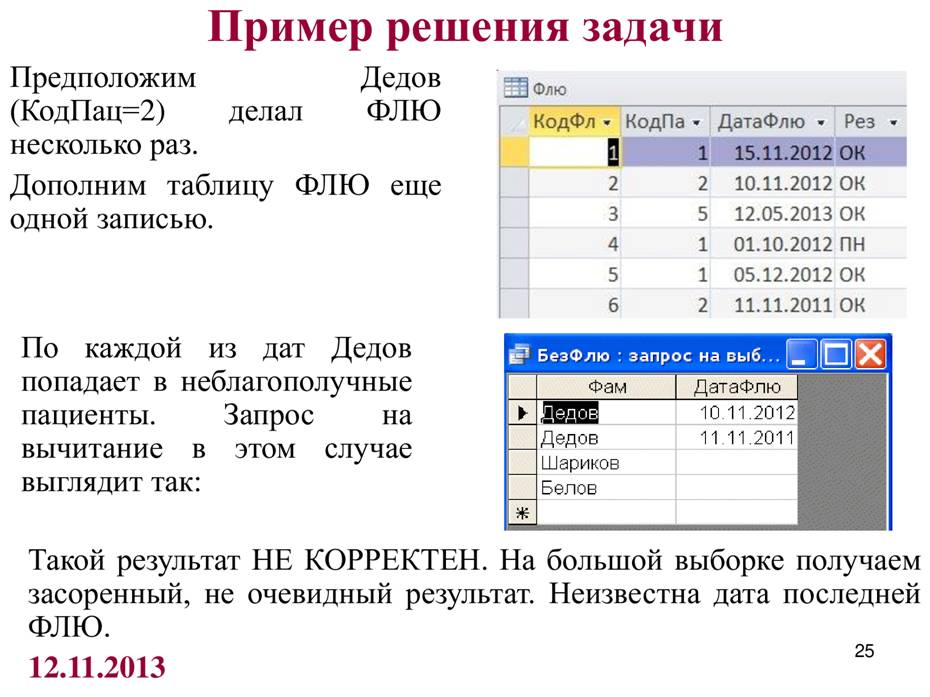 Пример решения задачи
Предположим Дедов
(КодПац=2) делал ФЛЮ
несколько раз.
Дополним таблицу ФЛЮ еще
одной записью.
Флю
КодФл КодПа ДатаФлю Рез
1 1 15.11.2012 ОК
2 2 10.11.2012 ОК
3 5 12.05.2013 ОК
4 1 01.10.2012 ПН
5 1 05.12.2012 ОК
6 2 11.11.2011 ОК
По каждой из дат Дедов
попадает в неблагополучные
пациенты. Запрос на
вычитание в этом случае
выглядит так:
БезФлю : запрос на выб...
Фам ДатаФлю
Дедов 10.11.2012
Дедов 11.11.2011
Шариков
Белов
Такой результат НЕ КОРРЕКТЕН. На большой выборке получаем
засоренный, не очевидный результат. Неизвестна дата последней
ФЛЮ.
25
12.11.2013